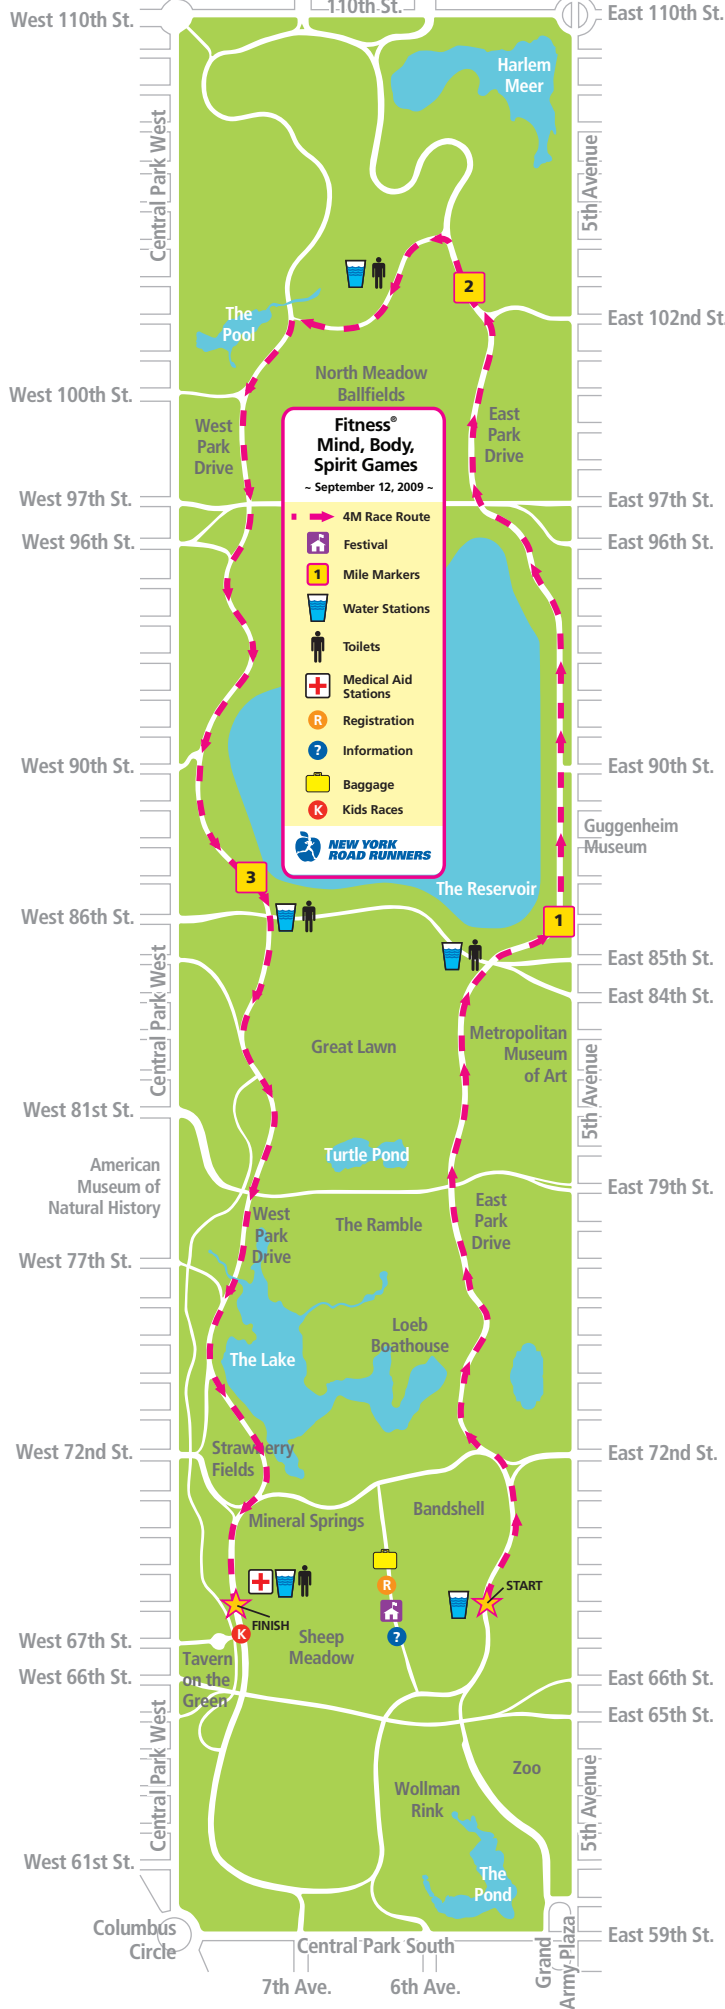 110th St.
West 110th St.
East 110th St.
Harlem
Meer
Central Park West
5th Avenue
2
The
Pool
East 102nd St.
North Meadow
Ballfields
West 100th St.
West
Park
Drive
East
Park
Drive
Fitness®
Mind, Body,
Spirit Games
~ September 12, 2009 ~
West 97th St.
East 97th St.
4M Race Route
West 96th St.
East 96th St.
Festival
1
Mile Markers
Water Stations
Toilets
Medical Aid
Stations
R
Registration
?
Information
Baggage
K
Kids Races
NEW YORK
ROAD RUNNERS
West 90th St.
East 90th St.
Guggenheim
Museum
3
The Reservoir
West 86th St.
1
East 85th St.
East 84th St.
Central Park West
5th Avenue
Great Lawn
Metropolitan
Museum
of Art
West 81st St.
Turtle Pond
American
Museum of
Natural History
East 79th St.
West
Park
Drive
The Ramble
East
Park
Drive
West 77th St.
Loeb
Boathouse
The Lake
West 72nd St.
Strawberry
Fields
East 72nd St.
Mineral Springs
Bandshell
R
START
FINISH
K
?
West 67th St.
Sheep
Meadow
Tavern
on the
Green
West 66th St.
East 66th St.
East 65th St.
Central Park West
5th Avenue
Zoo
Wollman
Rink
West 61st St.
The
Pond
Columbus
Circle
Central Park South
East 59th St.
Grand
Army Plaza
7th Ave.
6th Ave.